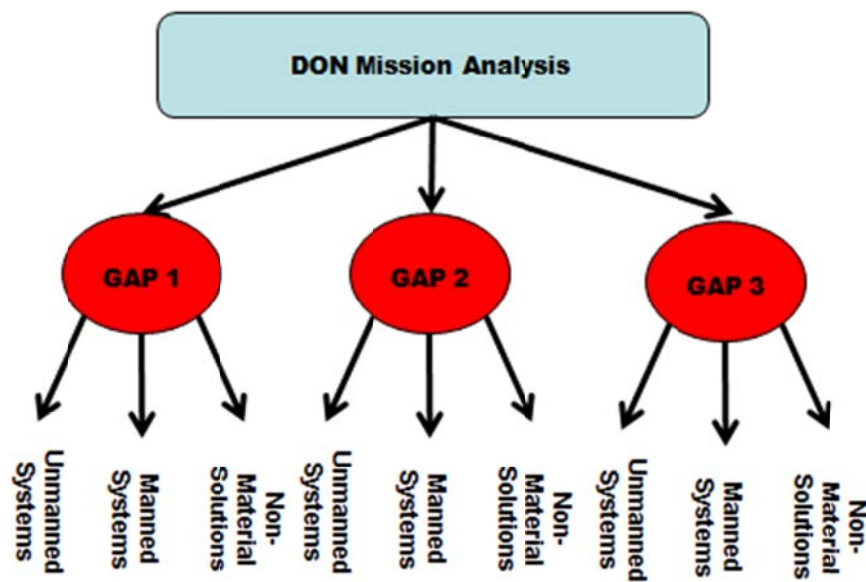 DON Mission Analysis
GAP 1
GAP 2
GAP 3
Unmanned
Systems
Manned
Systems
Non-
Material
Solutions
Unmanned
Systems
Manned
Systems
Non-
Material
Solutions
Unmanned
Systems
Manned
Systems
Non-
Material
Solutions